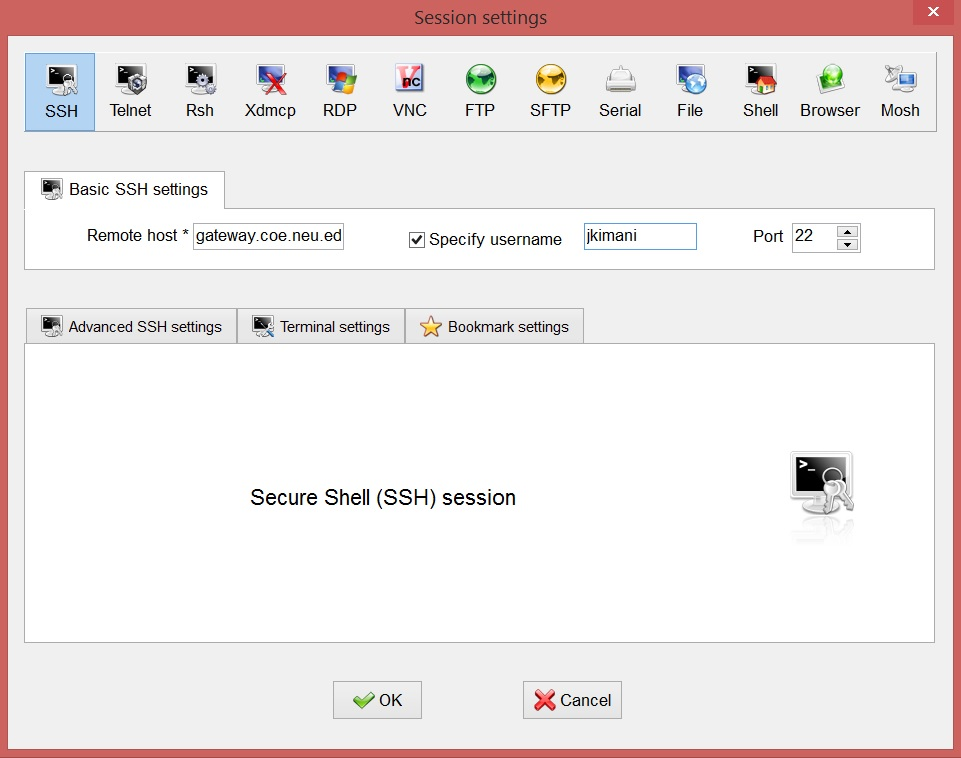 Session settings
SSH Telnet Rsh Xdmcp RDP VNC FTP SFTP Serial File Shell Browser Mosh
Basic SSH settings
Remote host * gateway.coe.neu.ed Specify username jkimani Port 22
Advanced SSH settings Terminal settings Bookmark settings
Secure Shell (SSH) session
OK Cancel